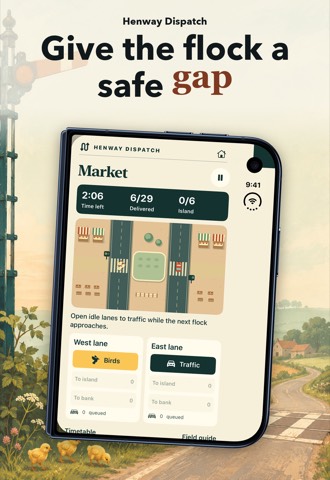 Henway Dispatch
Give the flock a
safe gap
HENWAY DISPATCH
Market
9:41
2:06
6/29
0/6
Time left
Delivered
Island
Open idle lanes to traffic while the next flock
approaches.
West lane
East lane
Birds
Traffic
To island 0
To island 0
To bank 0
To bank 0
0 queued
0 queued
Timetable
Field guide